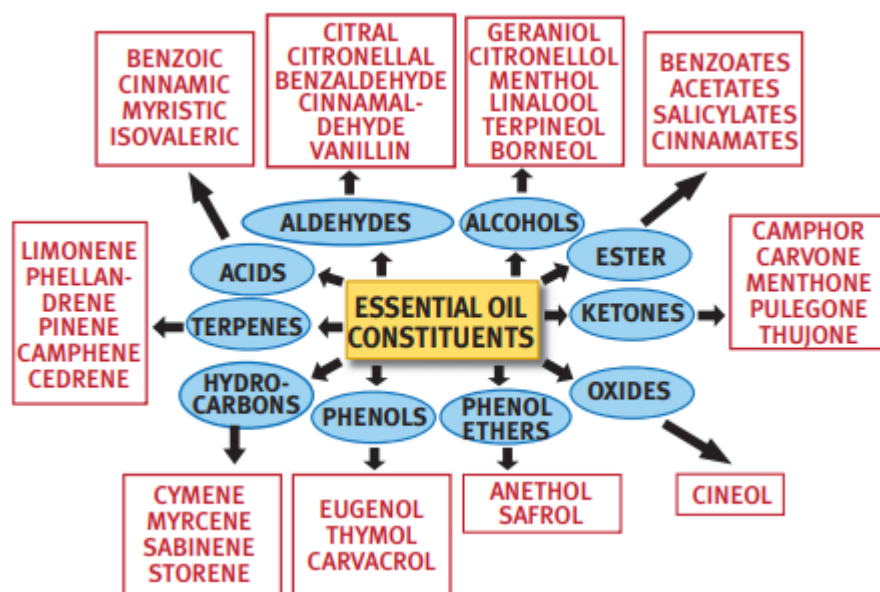 BENZOIC
CINNAMIC
MYRISTIC
ISOVALERIC
CITRAL
CITRONELLAL
BENZALDEHYDE
CINNAMAL-
DEHYDE
VANILLIN
GERANIOL
CITRONELLOL
MENTHOL
LINALOOL
TERPINEOL
BORNEOL
BENZOATES
ACETATES
SALICYLATES
CINNAMATES
ALDEHYDES
ALCOHOLS
ACIDS
ESTER
LIMONENE
PHELLAN-
DRENE
PINENE
CAMPHENE
CEDRENE
TERPENES
ESSENTIAL OIL
CONSTITUENTS
KETONES
CAMPHOR
CARVONE
MENTHONE
PULEGONE
THUJONE
HYDRO-
CARBONS
PHENOLS
PHENOL
ETHERS
OXIDES
CYMENE
MYRCENE
SABINENE
STORENE
EUGENOL
THYMOL
CARVACROL
ANETHOL
SAFROL
CINEOL